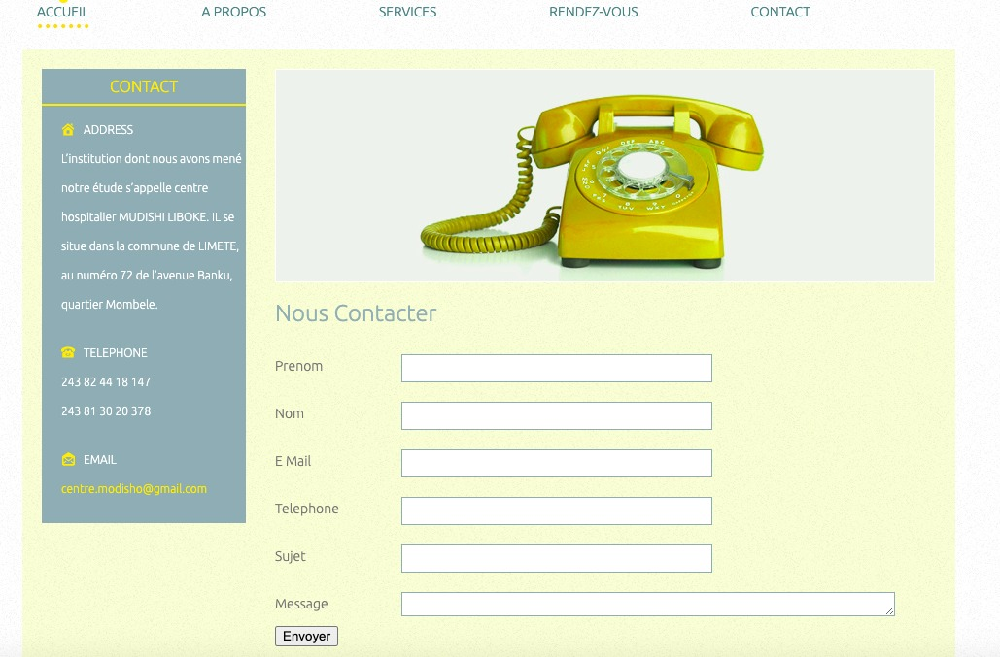 ACCUEIL
A PROPOS
SERVICES
RENDEZ-VOUS
CONTACT
CONTACT
ADDRESS
L'institution dont nous avons mené
notre étude s'appelle centre
hospitalier MUDISHI LIBOKE. IL se
situe dans la commune de LIMETE,
au numéro 72 de l'avenue Banku,
quartier Mombele.
TELEPHONE
243 82 44 18 147
243 81 30 20 378
EMAIL
centre.modisho@gmail.com
Nous Contacter
Prenom
Nom
E Mail
Telephone
Sujet
Message
Envoyer